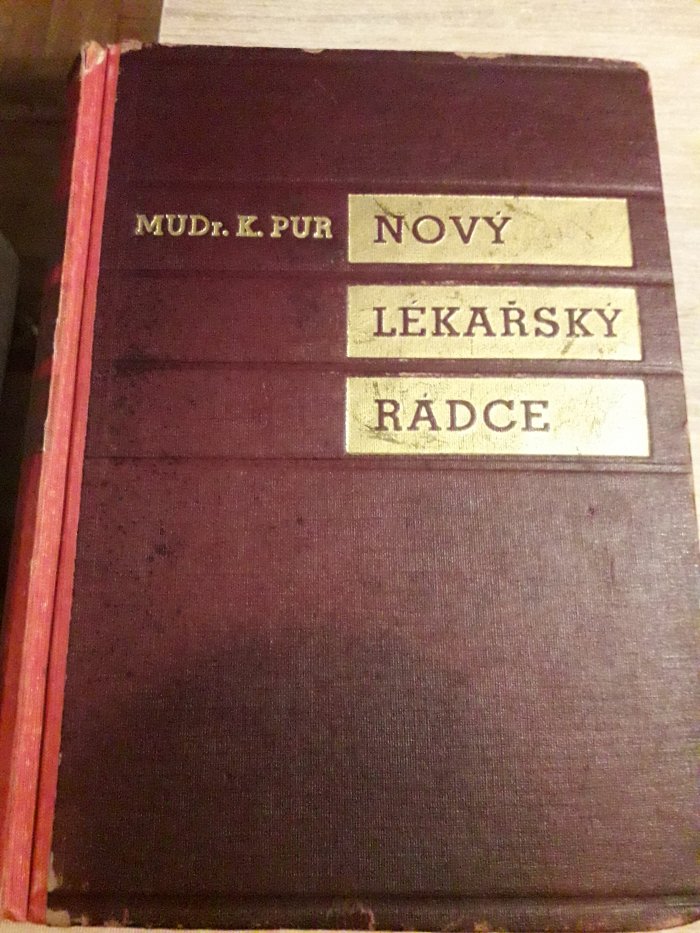 MUDr. K. PUR NOVÝ
LÉKAŘSKÝ
RÁDCE